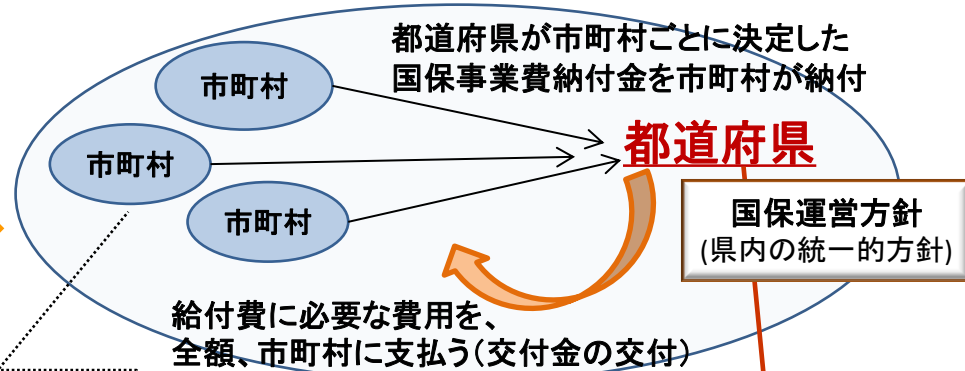 都道府県が市町村ごとに決定した
国保事業費納付金を市町村が納付
市町村
市町村
市町村
都道府県
国保運営方針
(県内の統一的方針)
給付費に必要な費用を、
全額、市町村に支払う(交付金の交付)